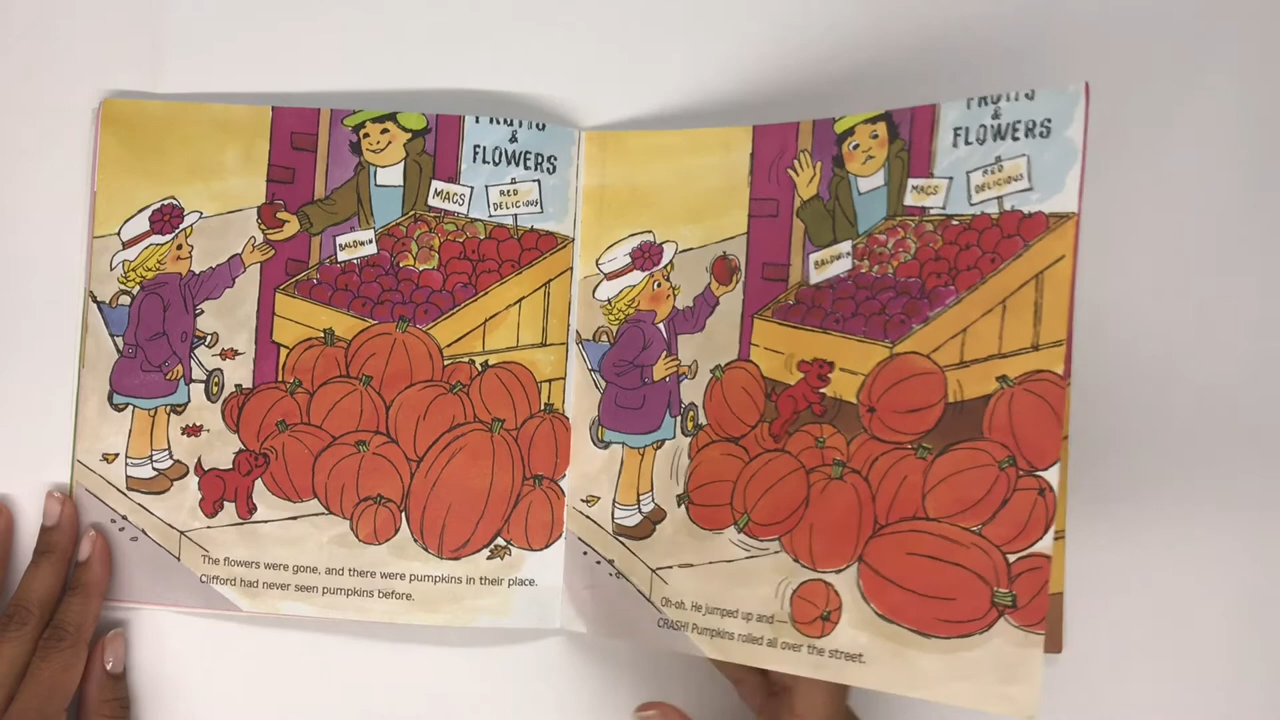 FRUITS
&
FLOWERS
MACS
RED
DELICIOUS
BALDWIN
The flowers were gone, and there were pumpkins in their place.
Clifford had never seen pumpkins before.
FRUITS
&
FLOWERS
MACS
RED
DELICIOUS
BALDWIN
Oh-oh. He jumped up and—
CRASH! Pumpkins rolled all over the street.